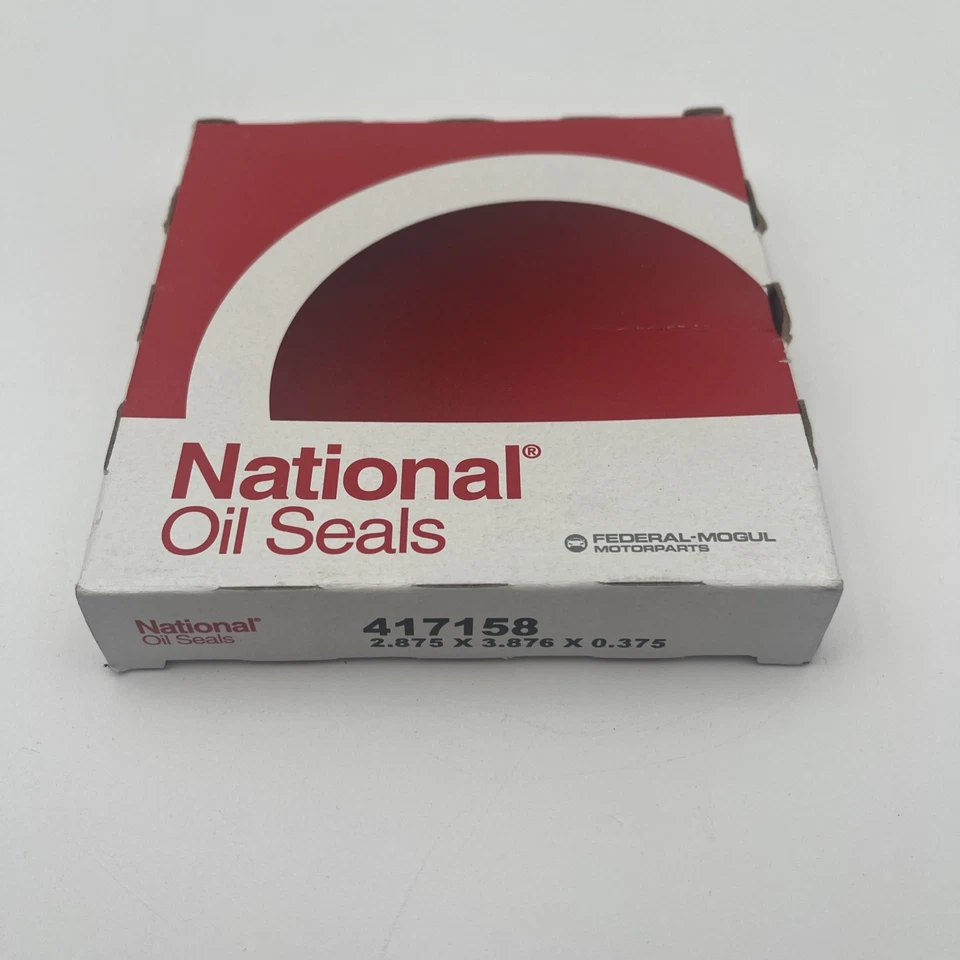 National®
Oil Seals
FEDERAL-MOGUL
MOTORPARTS
National®
Oil Seals
417158
2.875 X 3.876 X 0.375